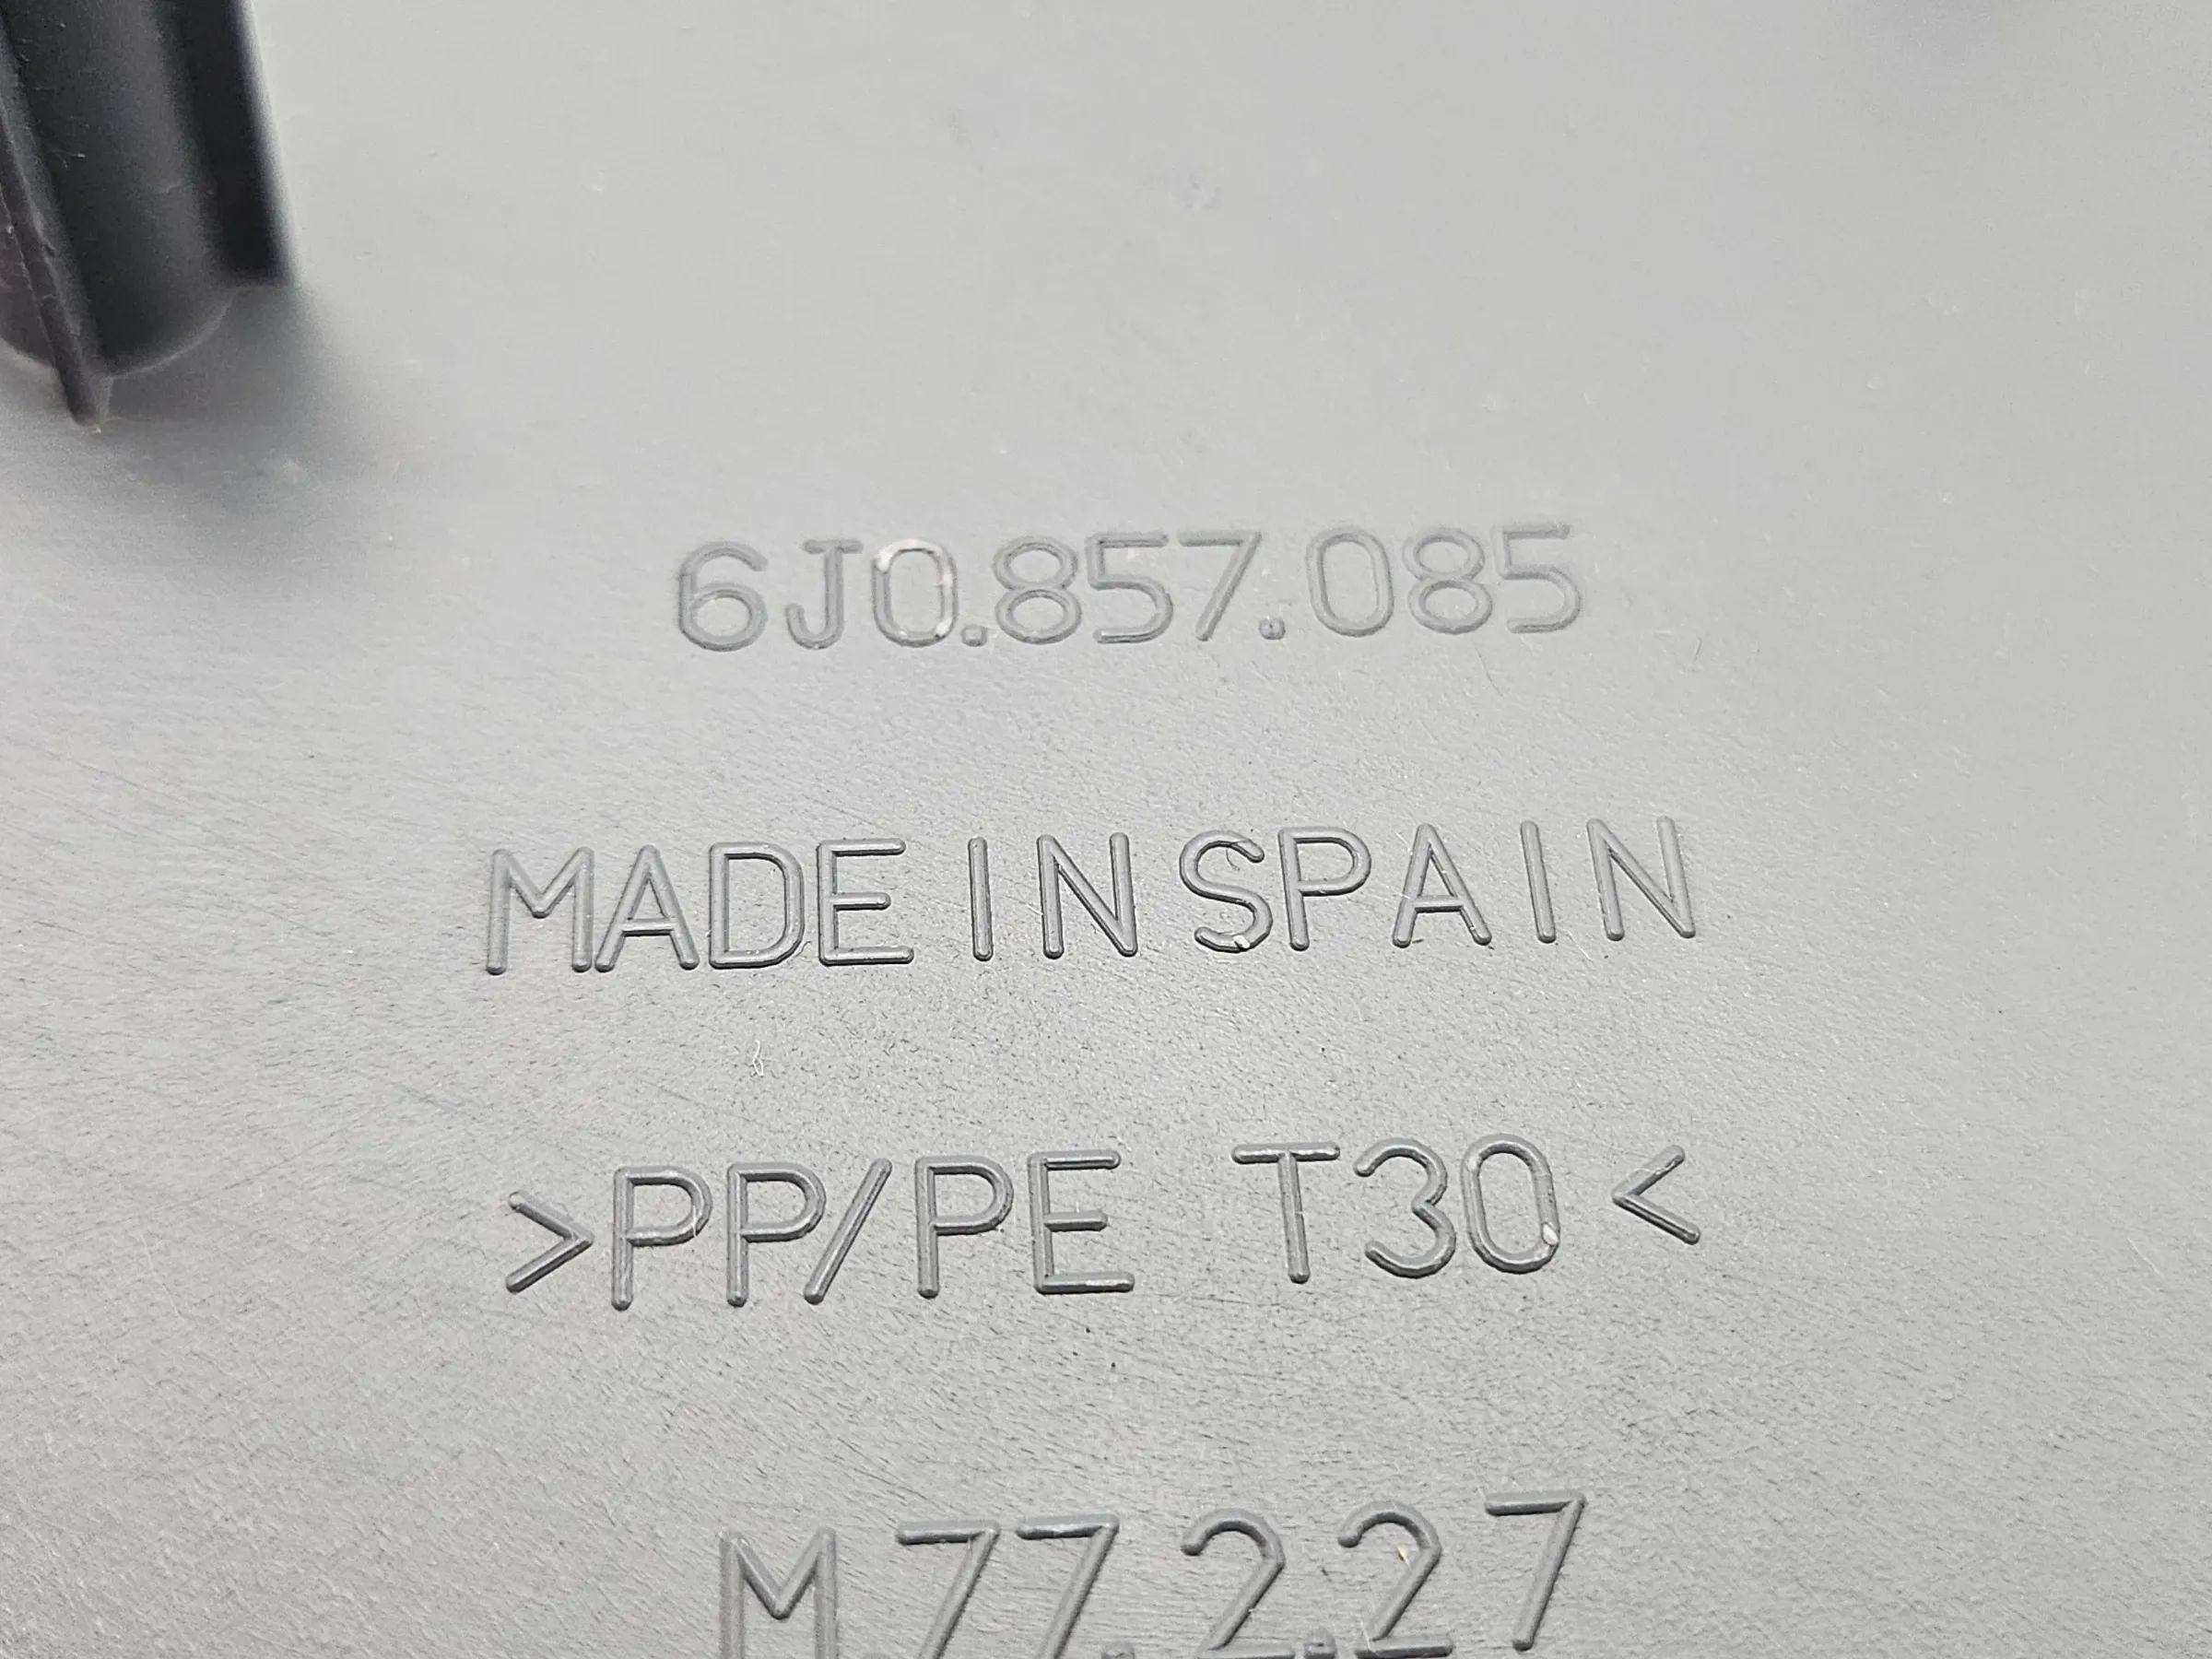 6J0.857.085
MADE IN SPAIN
>PP/PE T30<
M.77.2.27